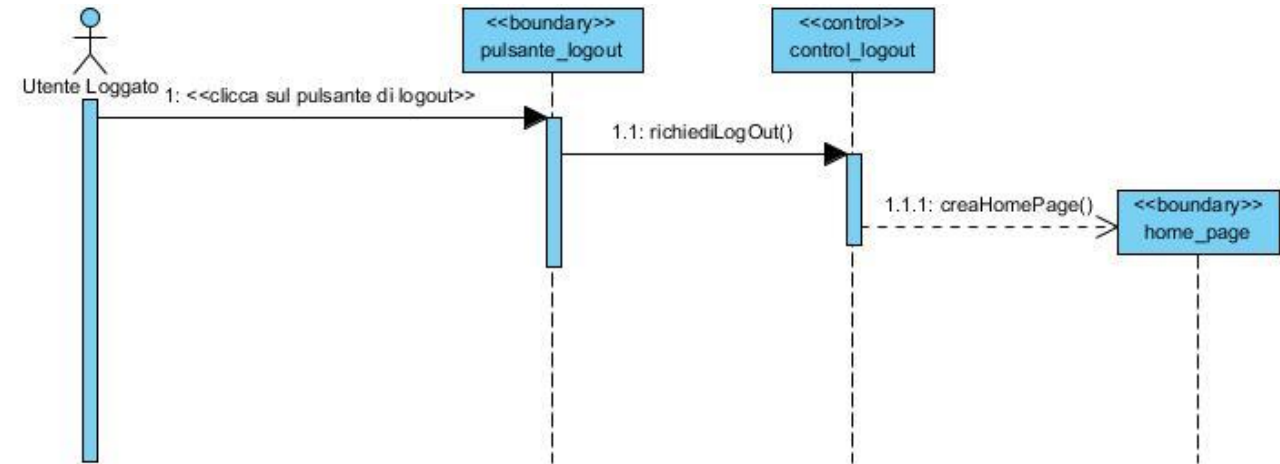 <<boundary>>
pulsante_logout
<<control>>
control_logout
Utente Loggato
1: <<clicca sul pulsante di logout>>
1.1: richiediLogOut()
1.1.1: creaHomePage()
<<boundary>>
home_page